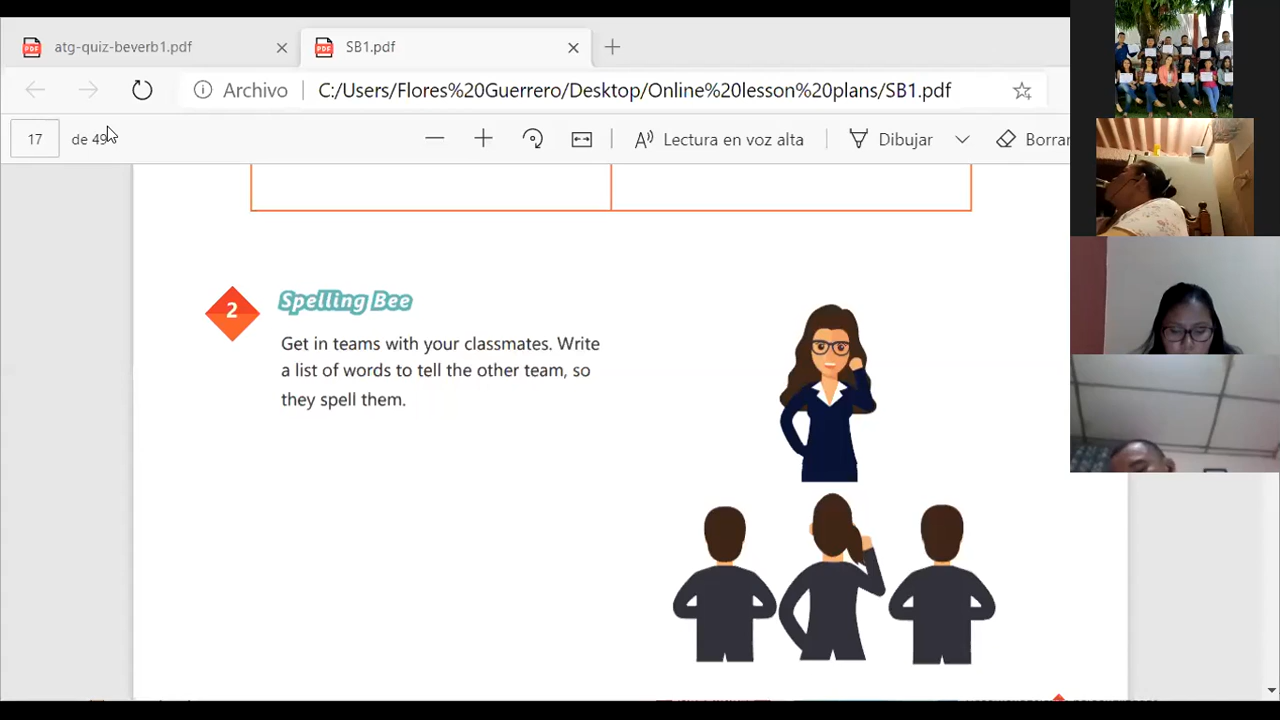 atg-quiz-beverb1.pdf
SB1.pdf
Archivo
C:/Users/Flores%20Guerrero/Desktop/Online%20lesson%20plans/SB1.pdf
17
de 49
Lectura en voz alta
Dibujar
Borrar
2
Spelling Bee
Get in teams with your classmates. Write
a list of words to tell the other team, so
they spell them.